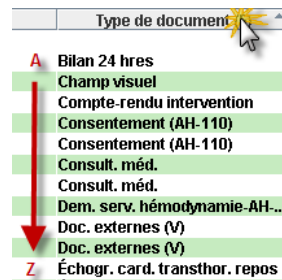 Type de document
A Bilan 24 hres
Champ visuel
Compte-rendu intervention
Consentement (AH-110)
Consentement (AH-110)
Consult. méd.
Consult. méd.
Dem. serv. hémodynamie-AH-..
Doc. externes (V)
Doc. externes (V)
Z Échogr. card. transthor. repos